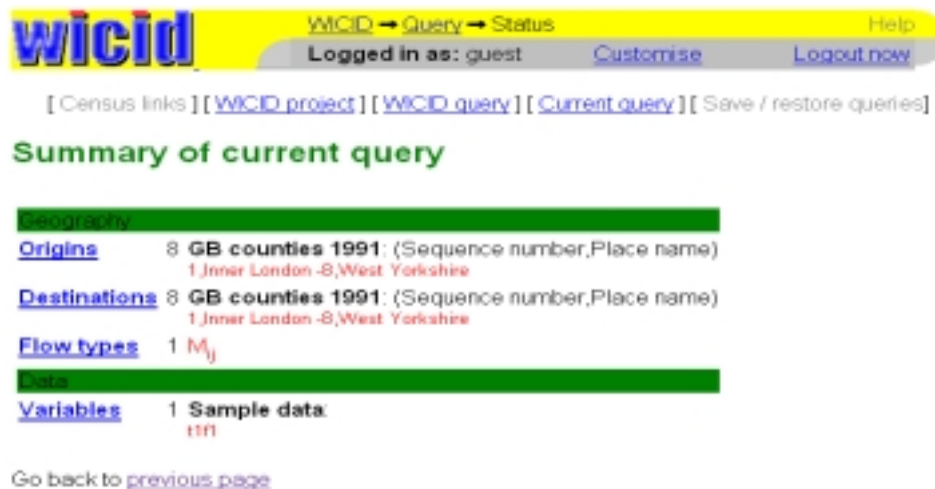 wicid
WICID → Query → Status Help
Logged in as: guest Customise Logout now
[ Census links ] [ WICID project ] [ WICID query ] [ Current query ] [ Save / restore queries]
Summary of current query
Geography
Origins 8 GB counties 1991: (Sequence number,Place name)
1,Inner London -8,West Yorkshire
Destinations 8 GB counties 1991: (Sequence number,Place name)
1,Inner London -8,West Yorkshire
Flow types 1 Mij
Data
Variables 1 Sample data:
t1f1
Go back to previous page